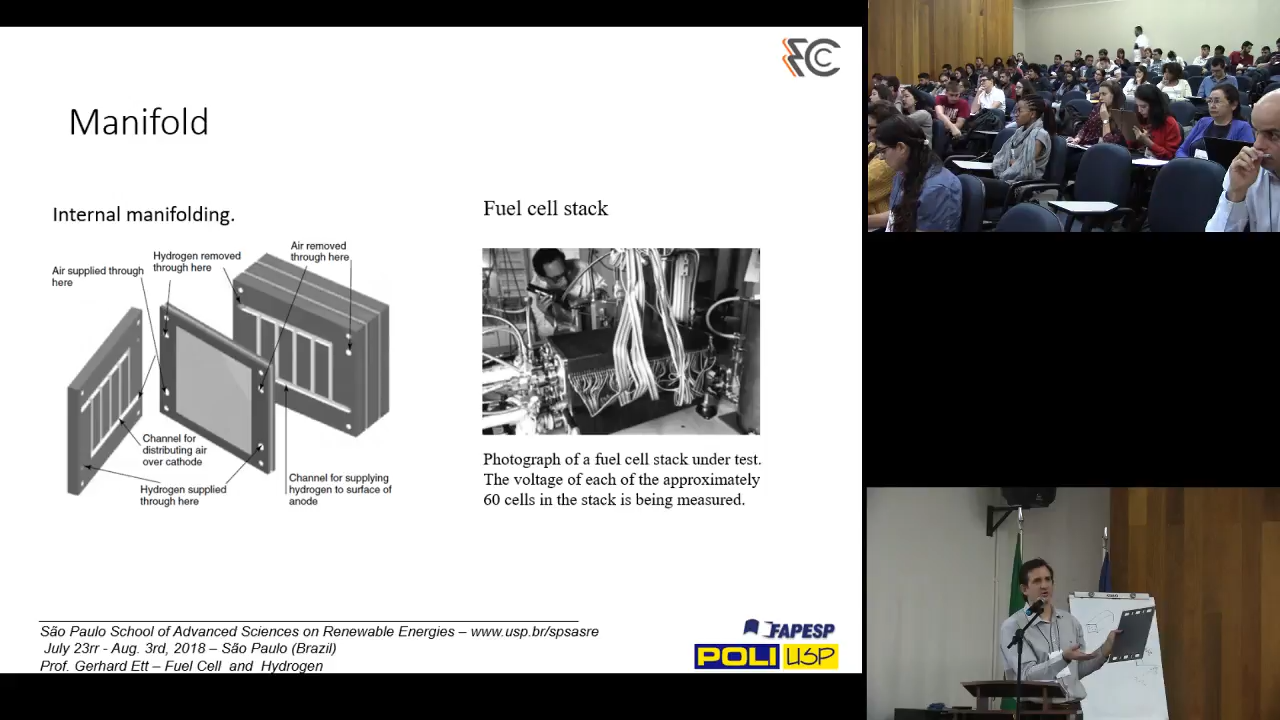 FCC
Manifold
Internal manifolding.
Fuel cell stack
Air removed
through here
Hydrogen removed
through here
Air supplied through
here
Channel for
distributing air
over cathode
Channel for supplying
hydrogen to surface of
anode
Hydrogen supplied
through here
Photograph of a fuel cell stack under test.
The voltage of each of the approximately
60 cells in the stack is being measured.
São Paulo School of Advanced Sciences on Renewable Energies – www.usp.br/spsasre
July 23rr - Aug. 3rd, 2018 – São Paulo (Brazil)
Prof. Gerhard Ett – Fuel Cell and Hydrogen
FAPESP
POLI USP